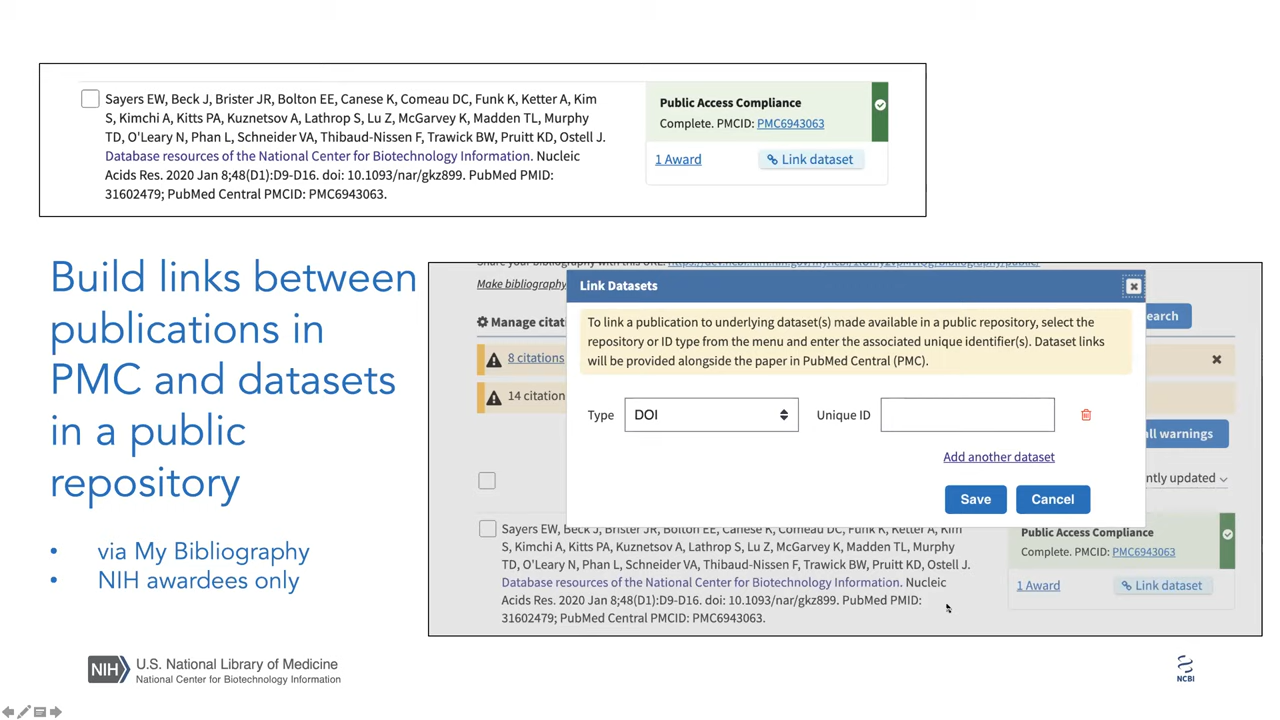 Sayers EW, Beck J, Brister JR, Bolton EE, Canese K, Comeau DC, Funk K, Ketter A, Kim
S, Kimchi A, Kitts PA, Kuznetsov A, Lathrop S, Lu Z, McGarvey K, Madden TL, Murphy
TD, O'Leary N, Phan L, Schneider VA, Thibaud-Nissen F, Trawick BW, Pruitt KD, Ostell J.
Database resources of the National Center for Biotechnology Information. Nucleic
Acids Res. 2020 Jan 8;48(D1):D9-D16. doi: 10.1093/nar/gkz899. PubMed PMID:
31602479; PubMed Central PMCID: PMC6943063.
Public Access Compliance
Complete. PMCID: PMC6943063
1 Award Link dataset
Build links between
publications in
PMC and datasets
in a public
repository
• via My Bibliography
• NIH awardees only
Make bibliography
Link Datasets
Manage citat
earch
To link a publication to underlying dataset(s) made available in a public repository, select the
repository or ID type from the menu and enter the associated unique identifier(s). Dataset links
will be provided alongside the paper in PubMed Central (PMC).
8 citations
14 citation
Type DOI Unique ID
all warnings
Add another dataset
ntly updated
Save Cancel
Sayers EW, Beck J, Brister JR, Bolton EE, Canese K, Comeau DC, Funk K, Ketter A, Kim
S, Kimchi A, Kitts PA, Kuznetsov A, Lathrop S, Lu Z, McGarvey K, Madden TL, Murphy
TD, O'Leary N, Phan L, Schneider VA, Thibaud-Nissen F, Trawick BW, Pruitt KD, Ostell J.
Database resources of the National Center for Biotechnology Information. Nucleic
Acids Res. 2020 Jan 8;48(D1):D9-D16. doi: 10.1093/nar/gkz899. PubMed PMID:
31602479; PubMed Central PMCID: PMC6943063.
Public Access Compliance
Complete. PMCID: PMC6943063
1 Award Link dataset
NIH U.S. National Library of Medicine
National Center for Biotechnology Information
NCBI